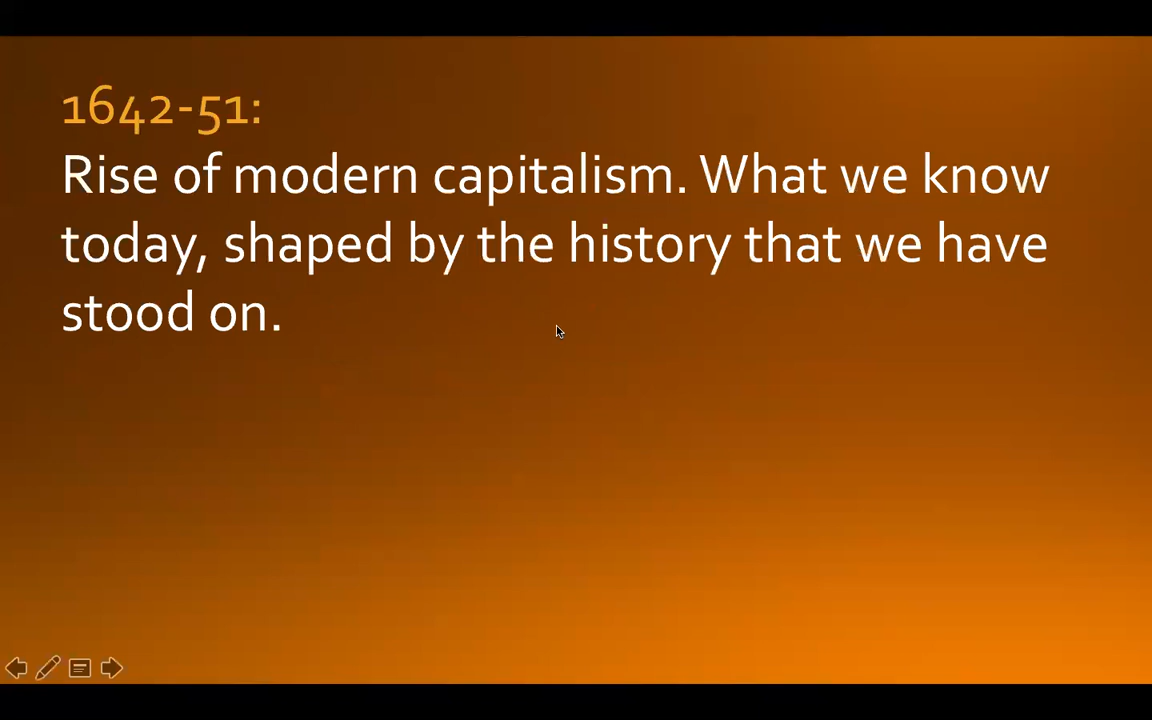 1642-51:
Rise of modern capitalism. What we know
today, shaped by the history that we have
stood on.